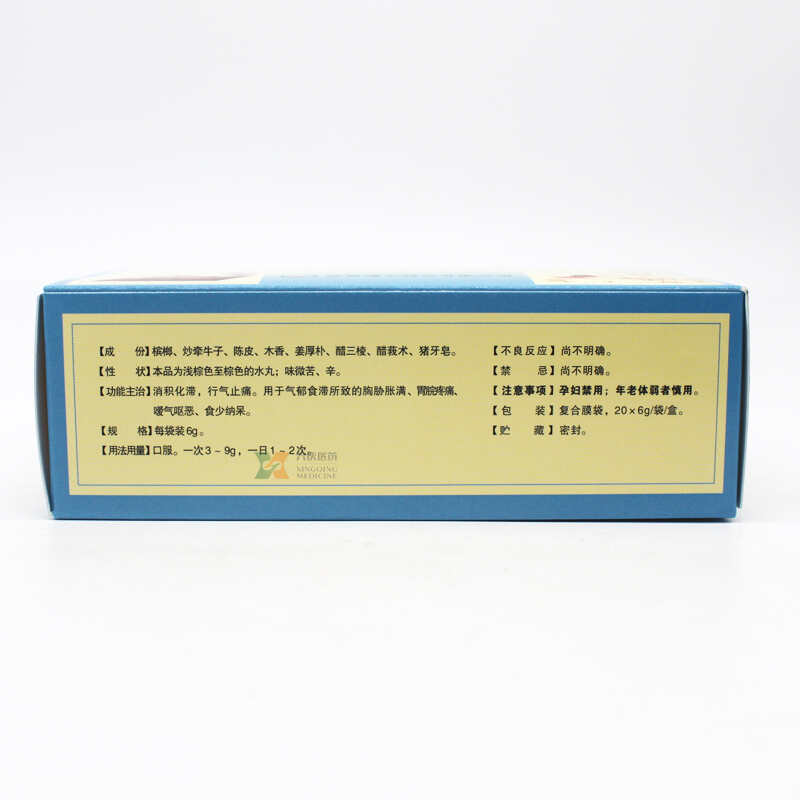 【成　份】槟榔、炒牵牛子、陈皮、木香、姜厚朴、醋三棱、醋莪术、猪牙皂。
【性　状】本品为浅棕色至棕色的水丸；味微苦、辛。
【功能主治】消积化滞，行气止痛。用于气郁食滞所致的胸胁胀满、胃脘疼痛、
嗳气呕恶、食少纳呆。
【规　格】每袋装6g。
【用法用量】口服。一次3~9g，一日1~2次。
【不良反应】尚不明确。
【禁　忌】尚不明确。
【注意事项】孕妇禁用；年老体弱者慎用。
【包　装】复合膜袋，20×6g/袋/盒。
【贮　藏】密封。
XINGQING
MEDICINE